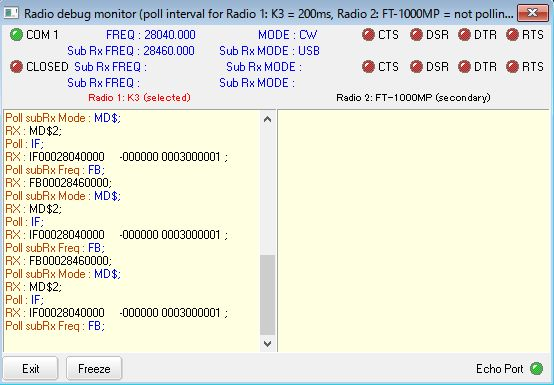 Radio debug monitor (poll interval for Radio 1: K3 = 200ms, Radio 2: FT-1000MP = not pollin...
COM 1 FREQ : 28040.000 MODE : CW CTS DSR DTR RTS
Sub Rx FREQ : 28460.000 Sub Rx MODE : USB
CLOSED Sub Rx FREQ : Sub Rx MODE : CTS DSR DTR RTS
Sub Rx FREQ : Sub Rx MODE :
Radio 1: K3 (selected) Radio 2: FT-1000MP (secondary)
Poll subRx Mode : MD$;
RX : MD$2;
Poll : IF;
RX : IF00028040000     -000000 0003000001 ;
Poll subRx Freq : FB;
RX : FB00028460000;
Poll subRx Mode : MD$;
RX : MD$2;
Poll : IF;
RX : IF00028040000     -000000 0003000001 ;
Poll subRx Freq : FB;
RX : FB00028460000;
Poll subRx Mode : MD$;
RX : MD$2;
Poll : IF;
RX : IF00028040000     -000000 0003000001 ;
Poll subRx Freq : FB;
Exit Freeze Echo Port